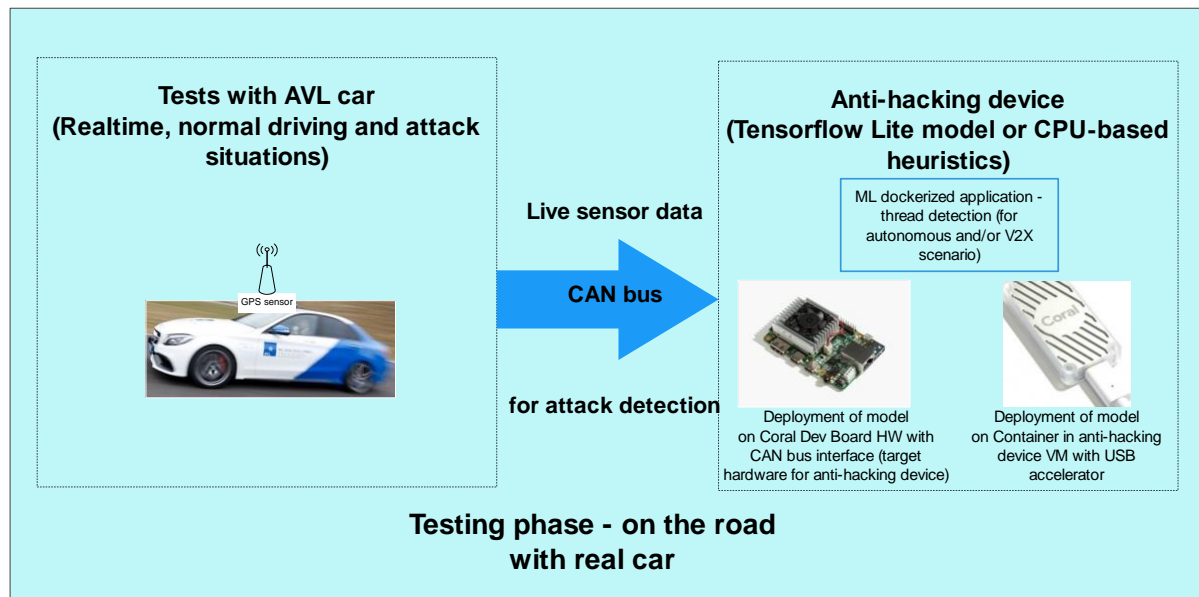 Tests with AVL car
(Realtime, normal driving and attack
situations)
GPS sensor
Live sensor data
CAN bus
for attack detection
Anti-hacking device
(Tensorflow Lite model or CPU-based
heuristics)
ML dockerized application -
thread detection (for
autonomous and/or V2X
scenario)
Coral
Deployment of model
on Coral Dev Board HW with
CAN bus interface (target
hardware for anti-hacking device)
Deployment of model
on Container in anti-hacking
device VM with USB
accelerator
Testing phase - on the road
with real car